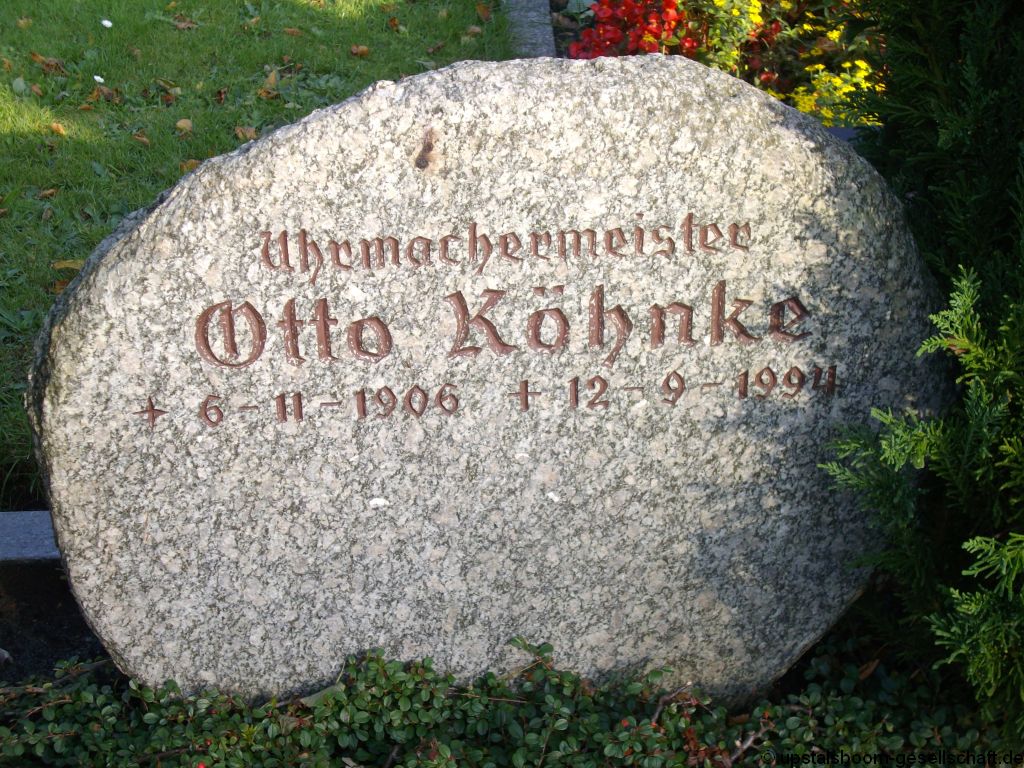 Uhrmachermeister
Otto Köhnke
+ 6-11-1906 + 12-9-1994
© upstalsboom-gesellschaft.de